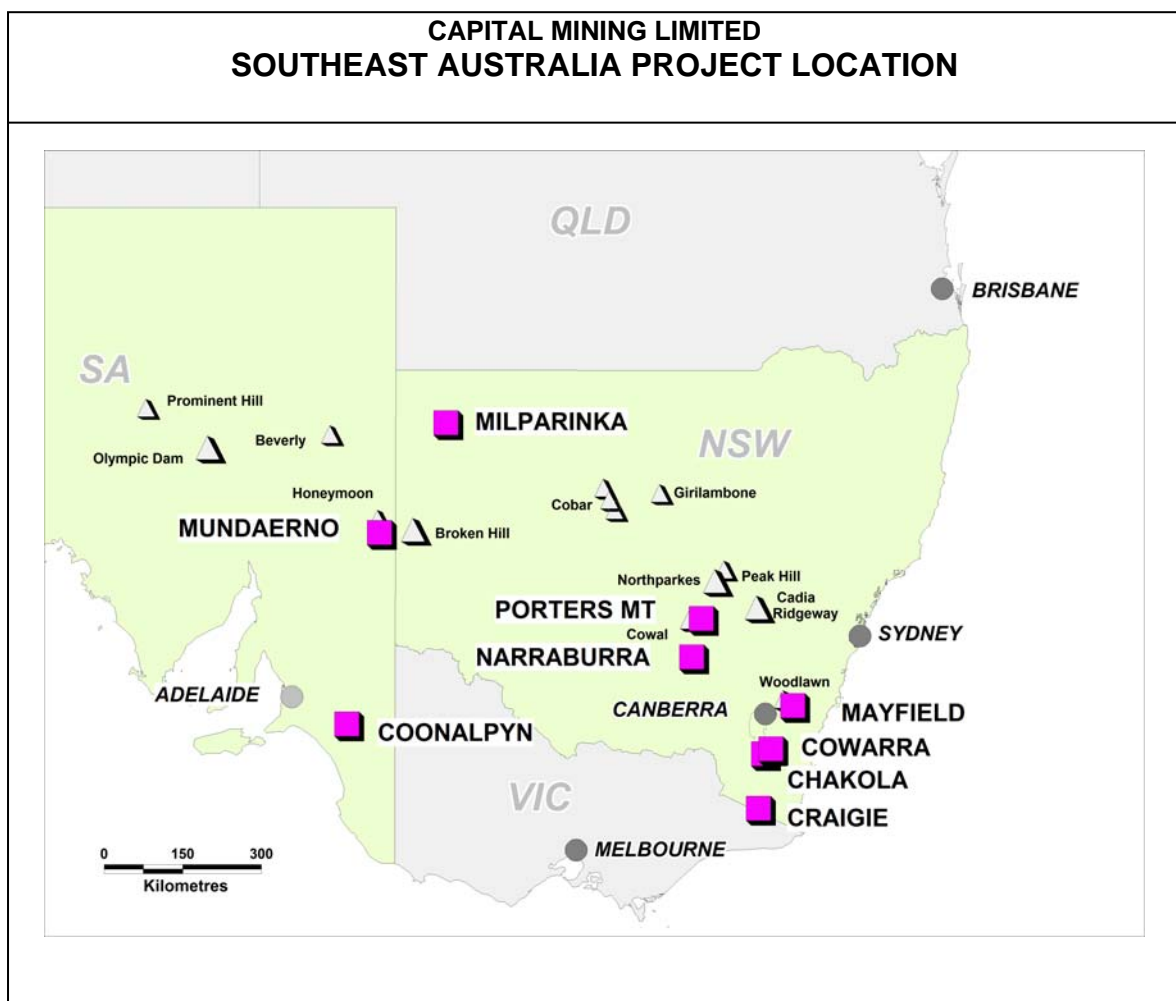 CAPITAL MINING LIMITED
SOUTHEAST AUSTRALIA PROJECT LOCATION
QLD
BRISBANE
SA
Prominent Hill
MILPARINKA
NSW
Beverly
Olympic Dam
Honeymoon
Cobar
Girilambone
MUNDAERNO
Broken Hill
Northparkes
Peak Hill
PORTERS MT
Cadia
Ridgeway
Cowal
SYDNEY
NARRABURRA
Woodlawn
ADELAIDE
CANBERRA
MAYFIELD
COONALPYN
COWARRA
CHAKOLA
VIC
CRAIGIE
MELBOURNE
0 150 300
Kilometres